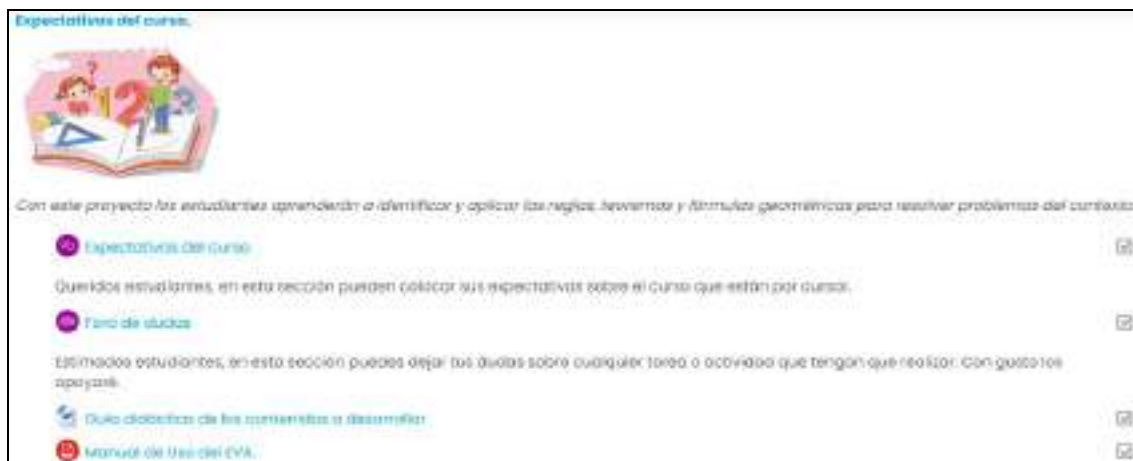 Expectativas del curso.
1 2 3
?
Con este proyecto los estudiantes aprenderán a identificar y aplicar las reglas, teoremas y fórmulas geométricas para resolver problemas del contexto
Expectativas del curso
Queridos estudiantes, en esta sección pueden colocar sus expectativas sobre el curso que están por cursar.
Foro de dudas
Estimados estudiantes, en esta sección puedes dejar tus dudas sobre cualquier tarea o actividad que tengan que realizar. Con gusto los
apoyaré.
Guía didáctica de los contenidos a desarrollar
Manual de Uso del EVA.